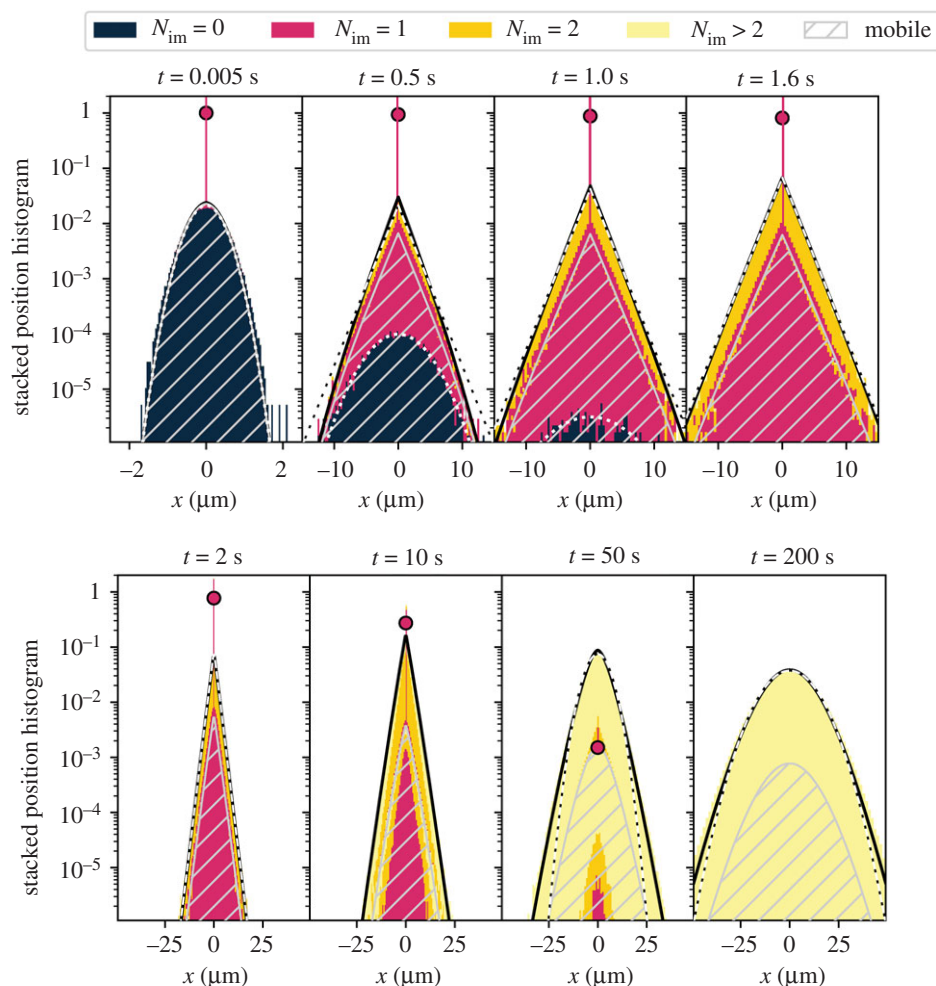 N_im = 0 N_im = 1 N_im = 2 N_im > 2 mobile
t = 0.005 s t = 0.5 s t = 1.0 s t = 1.6 s
stacked position histogram
1
10^–1
10^–2
10^–3
10^–4
10^–5
–2 0 2 –10 0 10 –10 0 10 –10 0 10
x (μm) x (μm) x (μm) x (μm)
t = 2 s t = 10 s t = 50 s t = 200 s
stacked position histogram
1
10^–1
10^–2
10^–3
10^–4
10^–5
–25 0 25 –25 0 25 –25 0 25 –25 0 25
x (μm) x (μm) x (μm) x (μm)